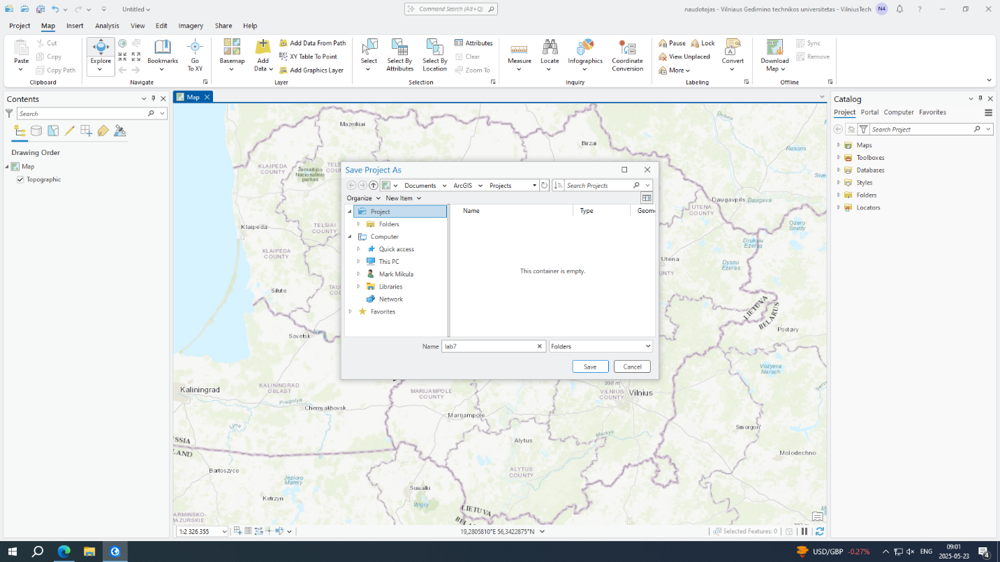 Untitled
Command Search (Alt+Q)
naudotojas - Vilniaus Gedimino technikos universitetas - VilniusTech
N4
Project
Map
Insert
Analysis
View
Edit
Imagery
Share
Help
Paste
Cut
Copy
Copy Path
Clipboard
Explore
Bookmarks
Go
To XY
Navigate
Basemap
Add
Data
Add Data From Path
XY Table To Point
Add Graphics Layer
Layer
Select
Select By
Attributes
Select By
Location
Attributes
Clear
Zoom To
Selection
Measure
Locate
Infographics
Coordinate
Conversion
Inquiry
Pause
Lock
View Unplaced
More
Convert
Labeling
Download
Map
Sync
Remove
Offline
Contents
Search
Drawing Order
Map
Topographic
Map
Mazeikiai
Birzai
KLAIPEDA
COUNTY
Zemaitijos
Nacionalinis
parkas
Klaipeda
TELSIAI
COUNTY
KLAIPEDA
COUNTY
Silute
Sovetsk
Kaliningrad
KALININGRAD
OBLAST
Pregolya
Chernyakhovsk
Lyna
Bartoszyce
Jezioro
Mamry
Ketrzyn
MARIJAMPOLE
COUNTY
Marijampole
Alytus
ALYTUS
COUNTY
Merkys
Suwalki
Wigry
LIETUVA
998 m
VILNIUS
COUNTY
Vilnius
Dubna
Rusons
Daugavpils
Daugava
UTENA
COUNTY
Ozero
Snudy
Druksiu
Ezeras
Utena
Dysnu
Ezeras
LIETUVA
BELARUS
Postavy
Vozyera
Narach
Smorgon'
Molodechno
Save Project As
Documents
ArcGIS
Projects
Search Projects
Organize
New Item
Project
Folders
Computer
Quick access
This PC
Mark Mikula
Libraries
Network
Favorites
Name
Type
Geome
This container is empty.
Name
lab7
Folders
Save
Cancel
Catalog
Project
Portal
Computer
Favorites
Search Project
Maps
Toolboxes
Databases
Styles
Folders
Locators
1:2 326 355
19,2805810°E 56,3422875°N
Selected Features: 0
USD/GBP
-0.27%
ENG
09:01
2025-05-23
4